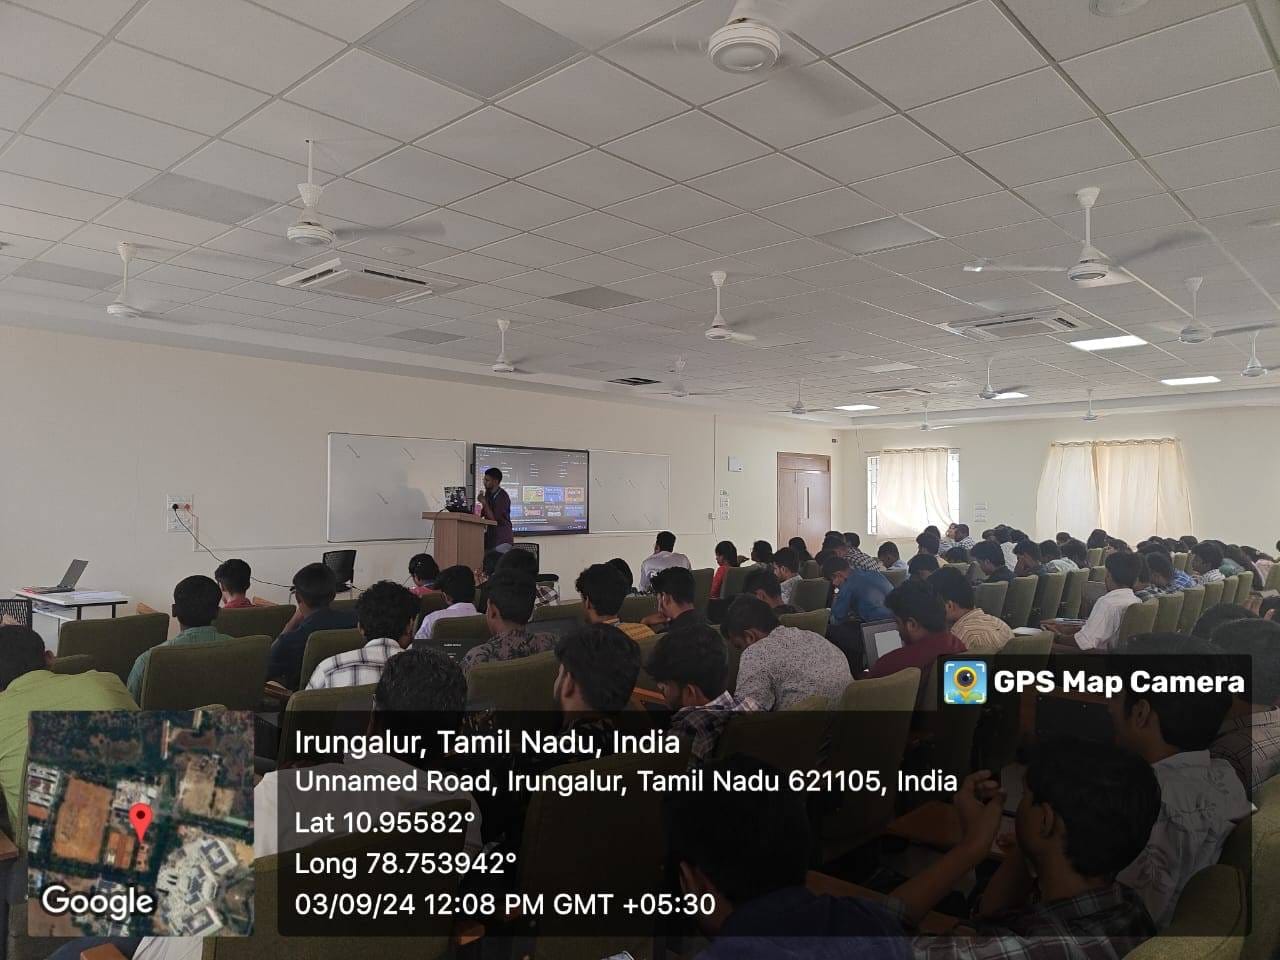 GPS Map Camera
Irungalur, Tamil Nadu, India
Unnamed Road, Irungalur, Tamil Nadu 621105, India
Lat 10.95582°
Long 78.753942°
03/09/24 12:08 PM GMT +05:30
Google